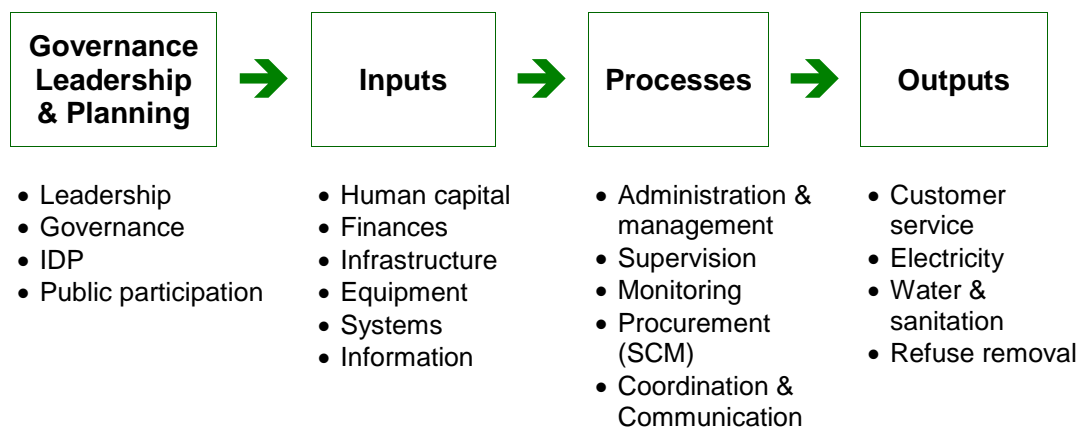 Governance
Leadership
& Planning
Inputs
Processes
Outputs
• Leadership
• Governance
• IDP
• Public participation
• Human capital
• Finances
• Infrastructure
• Equipment
• Systems
• Information
• Administration &
management
• Supervision
• Monitoring
• Procurement
(SCM)
• Coordination &
Communication
• Customer
service
• Electricity
• Water &
sanitation
• Refuse removal